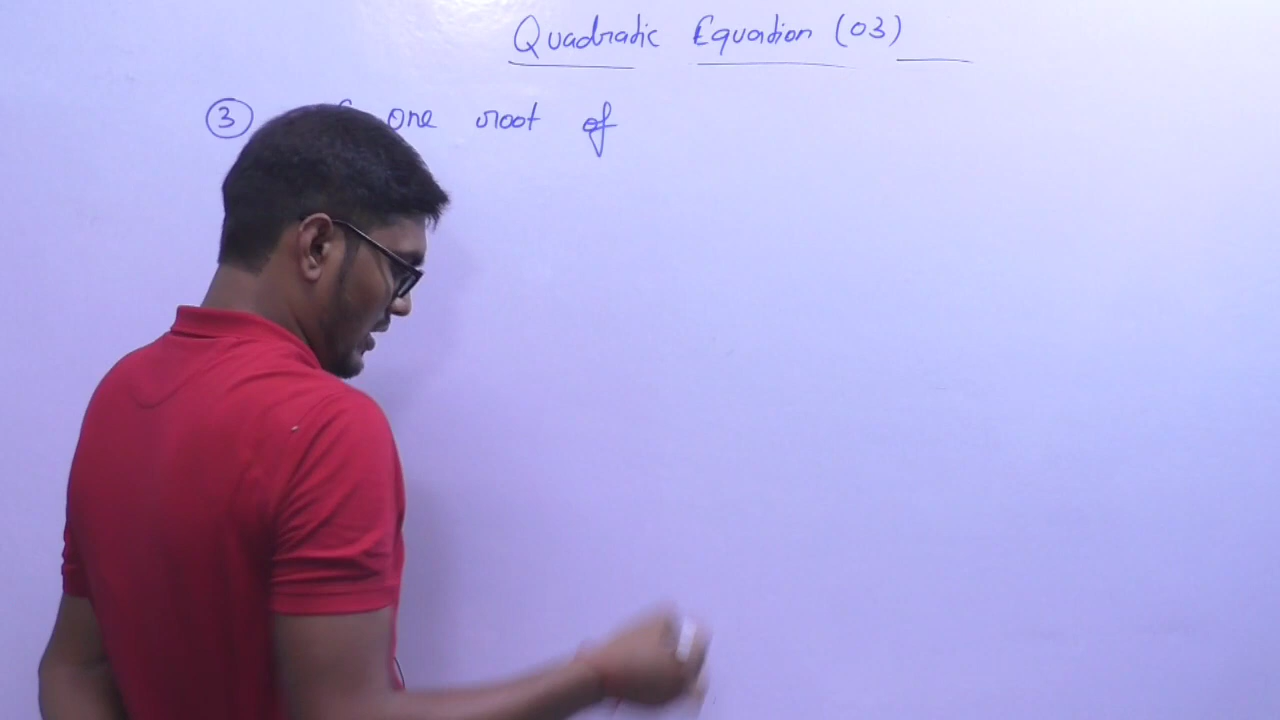 Quadratic Equation (03)
3 one root of